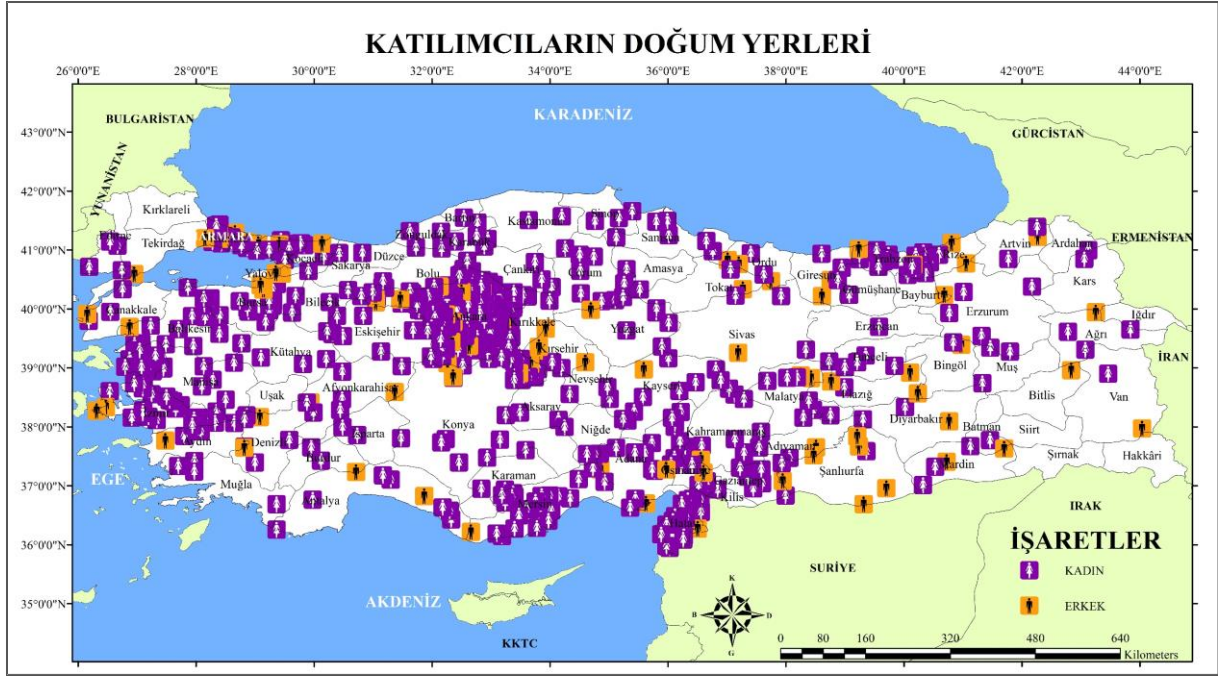 KATILIMCILARIN DOĞUM YERLERİ
26°0'0"E 28°0'0"E 30°0'0"E 32°0'0"E 34°0'0"E 36°0'0"E 38°0'0"E 40°0'0"E 42°0'0"E 44°0'0"E
BULGARİSTAN
KARADENİZ
43°0'0"N
GÜRCİSTAN
YUNANİSTAN
42°0'0"N
Kırklareli
Kastamonu
Sinop
41°0'0"N
Tekirdağ
Düzce
Samsun
Ordu
Rize
Artvin
Ardahan
ERMENİSTAN
Sakarya
Bolu
Çankırı
Çorum
Amasya
Tokat
Giresun
Trabzon
Gümüşhane
Bayburt
Kars
40°0'0"N
Çanakkale
Balıkesir
Eskişehir
Kırıkkale
Yozgat
Sivas
Erzincan
Erzurum
Ağrı
Iğdır
39°0'0"N
Kütahya
Manisa
Uşak
Afyonkarahisar
Kırşehir
Nevşehir
Kayseri
Malatya
Tunceli
Elazığ
Bingöl
Muş
Bitlis
Van
İRAN
38°0'0"N
Aydın
Denizli
Isparta
Burdur
Konya
Aksaray
Niğde
Kahramanmaraş
Adıyaman
Diyarbakır
Batman
Siirt
Şırnak
Hakkâri
EGE
37°0'0"N
Muğla
Antalya
Karaman
Mersin
Adana
Osmaniye
Gaziantep
Kilis
Şanlıurfa
Mardin
Hatay
IRAK
36°0'0"N
SURİYE
35°0'0"N
AKDENİZ
KKTC
İŞARETLER
KADIN
ERKEK
K
B D
G
0 40 80 160 320 480 640
Kilometers